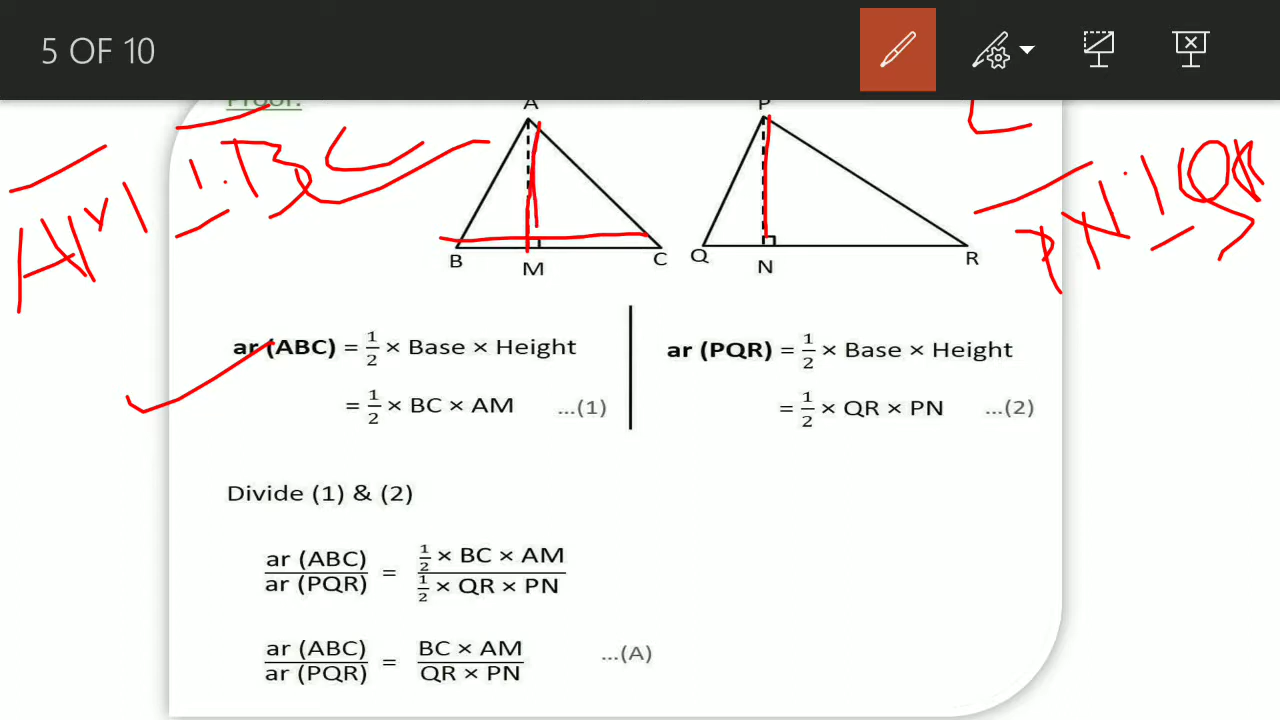 5 OF 10
Proof:
A
P
AM ⊥ BC
PN ⊥ QR
B
M
C
Q
N
R
ar (ABC) = 1/2 × Base × Height
= 1/2 × BC × AM ...(1)
ar (PQR) = 1/2 × Base × Height
= 1/2 × QR × PN ...(2)
Divide (1) & (2)
ar (ABC) / ar (PQR) = 1/2 × BC × AM / 1/2 × QR × PN
ar (ABC) / ar (PQR) = BC × AM / QR × PN ...(A)